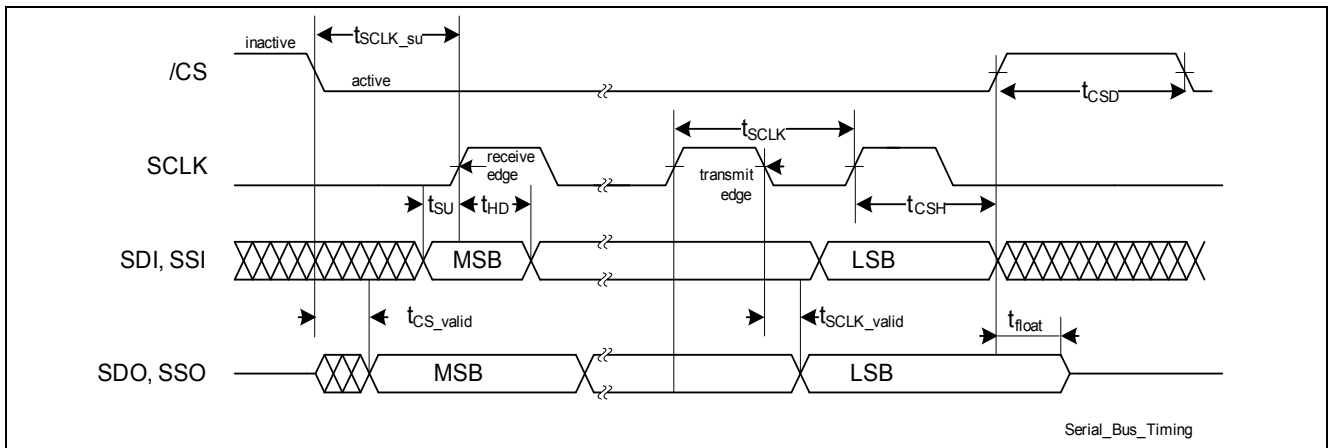 tSCLK_su
inactive
/CS
active
tCSD
tSCLK
SCLK
receive
edge
transmit
edge
tSU
tHD
tCSH
SDI, SSI
MSB
LSB
tCS_valid
tSCLK_valid
tfloat
SDO, SSO
MSB
LSB
Serial_Bus_Timing